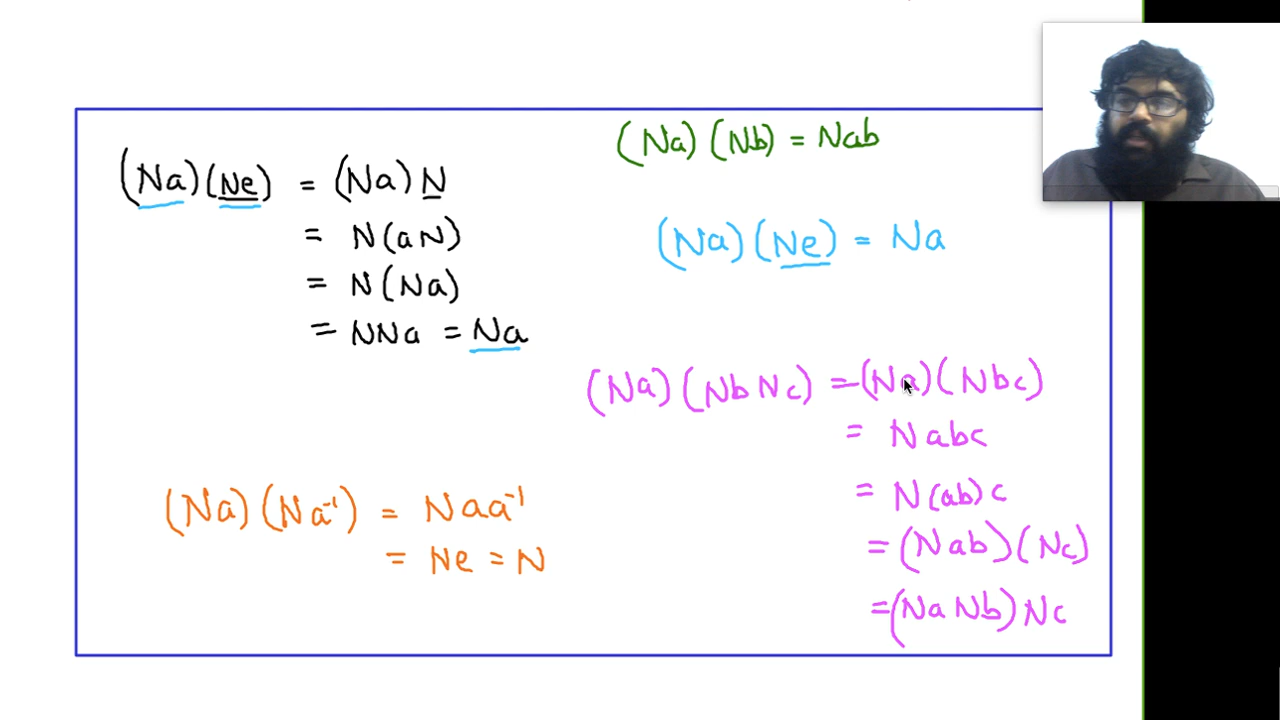 (Na)(Ne) = (Na)N
= N(aN)
= N(Na)
= NNa = Na
(Na)(Nb) = Nab
(Na)(Ne) = Na
(Na)(NbNc) = (Na)(Nbc)
= Nabc
= N(ab)c
= (Nab)(Nc)
= (NaNb)Nc
(Na)(Na⁻¹) = Naa⁻¹
= Ne = N